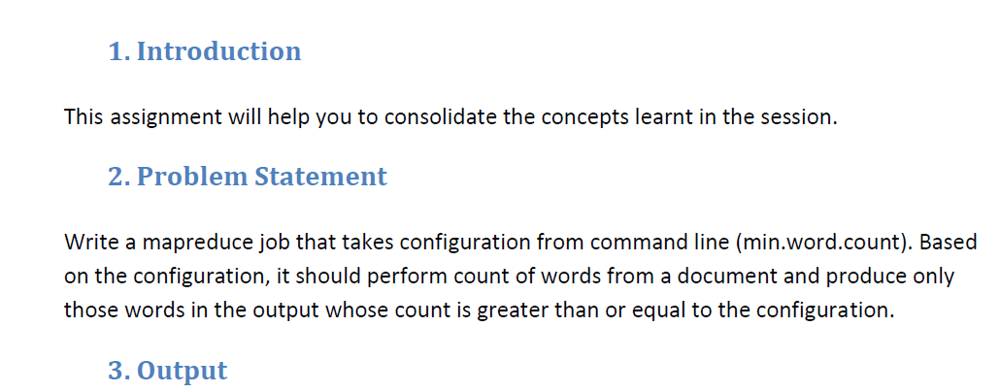 1. Introduction
This assignment will help you to consolidate the concepts learnt in the session.
2. Problem Statement
Write a mapreduce job that takes configuration from command line (min.word.count). Based
on the configuration, it should perform count of words from a document and produce only
those words in the output whose count is greater than or equal to the configuration.
3. Output